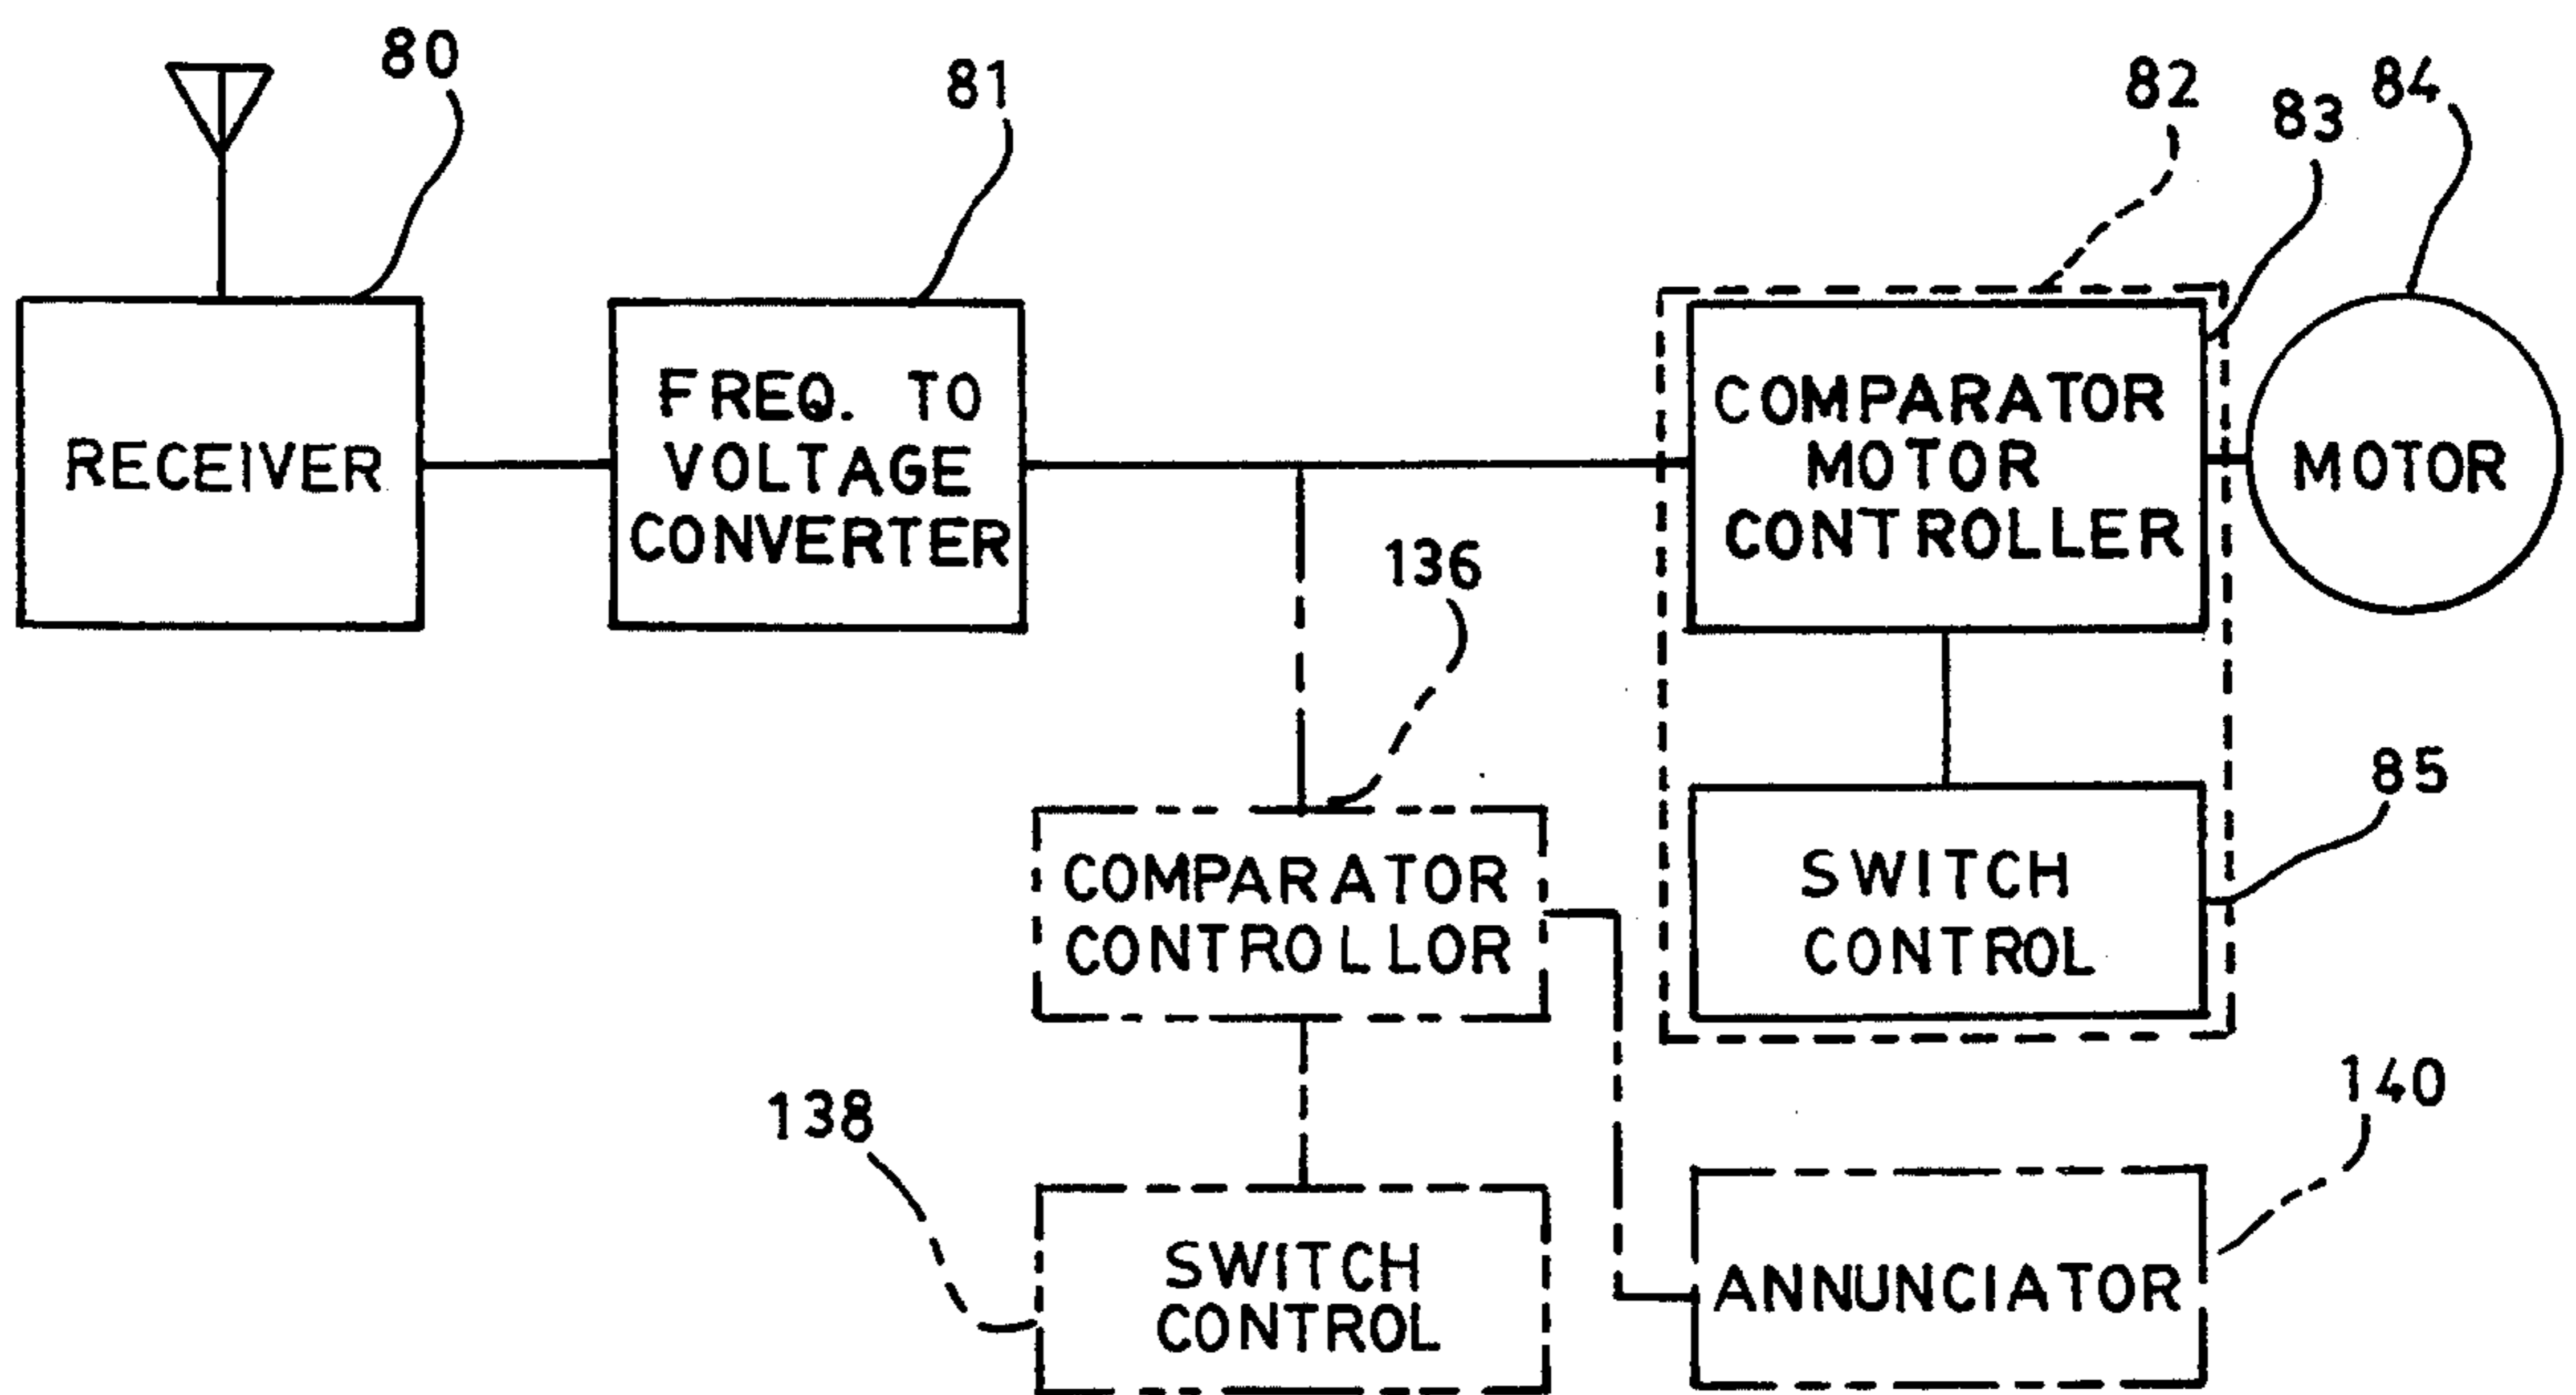 80
81
82
83
84
RECEIVER
FREQ. TO
VOLTAGE
CONVERTER
COMPARATOR
MOTOR
CONTROLLER
MOTOR
136
COMPARATOR
CONTROLLOR
85
SWITCH
CONTROL
138
SWITCH
CONTROL
140
ANNUNCIATOR